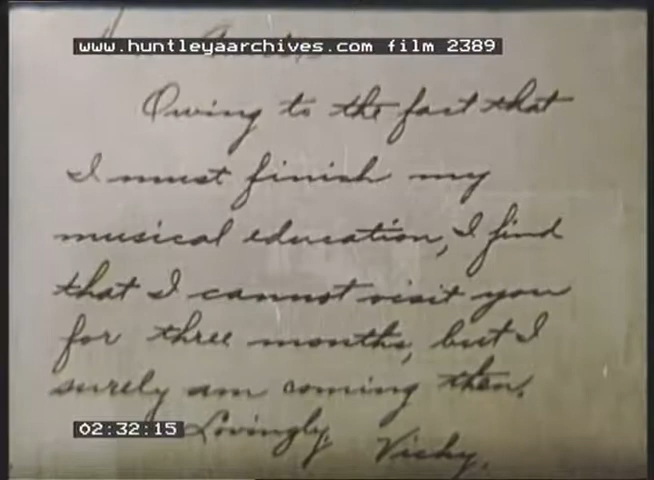 www.huntleyaarchives.com film 2389
Owing to the fact that
I must finish my
musical education, I find
that I cannot visit you
for three months, but I
surely am coming then.
02:32:15 Lovingly,
Vicky.